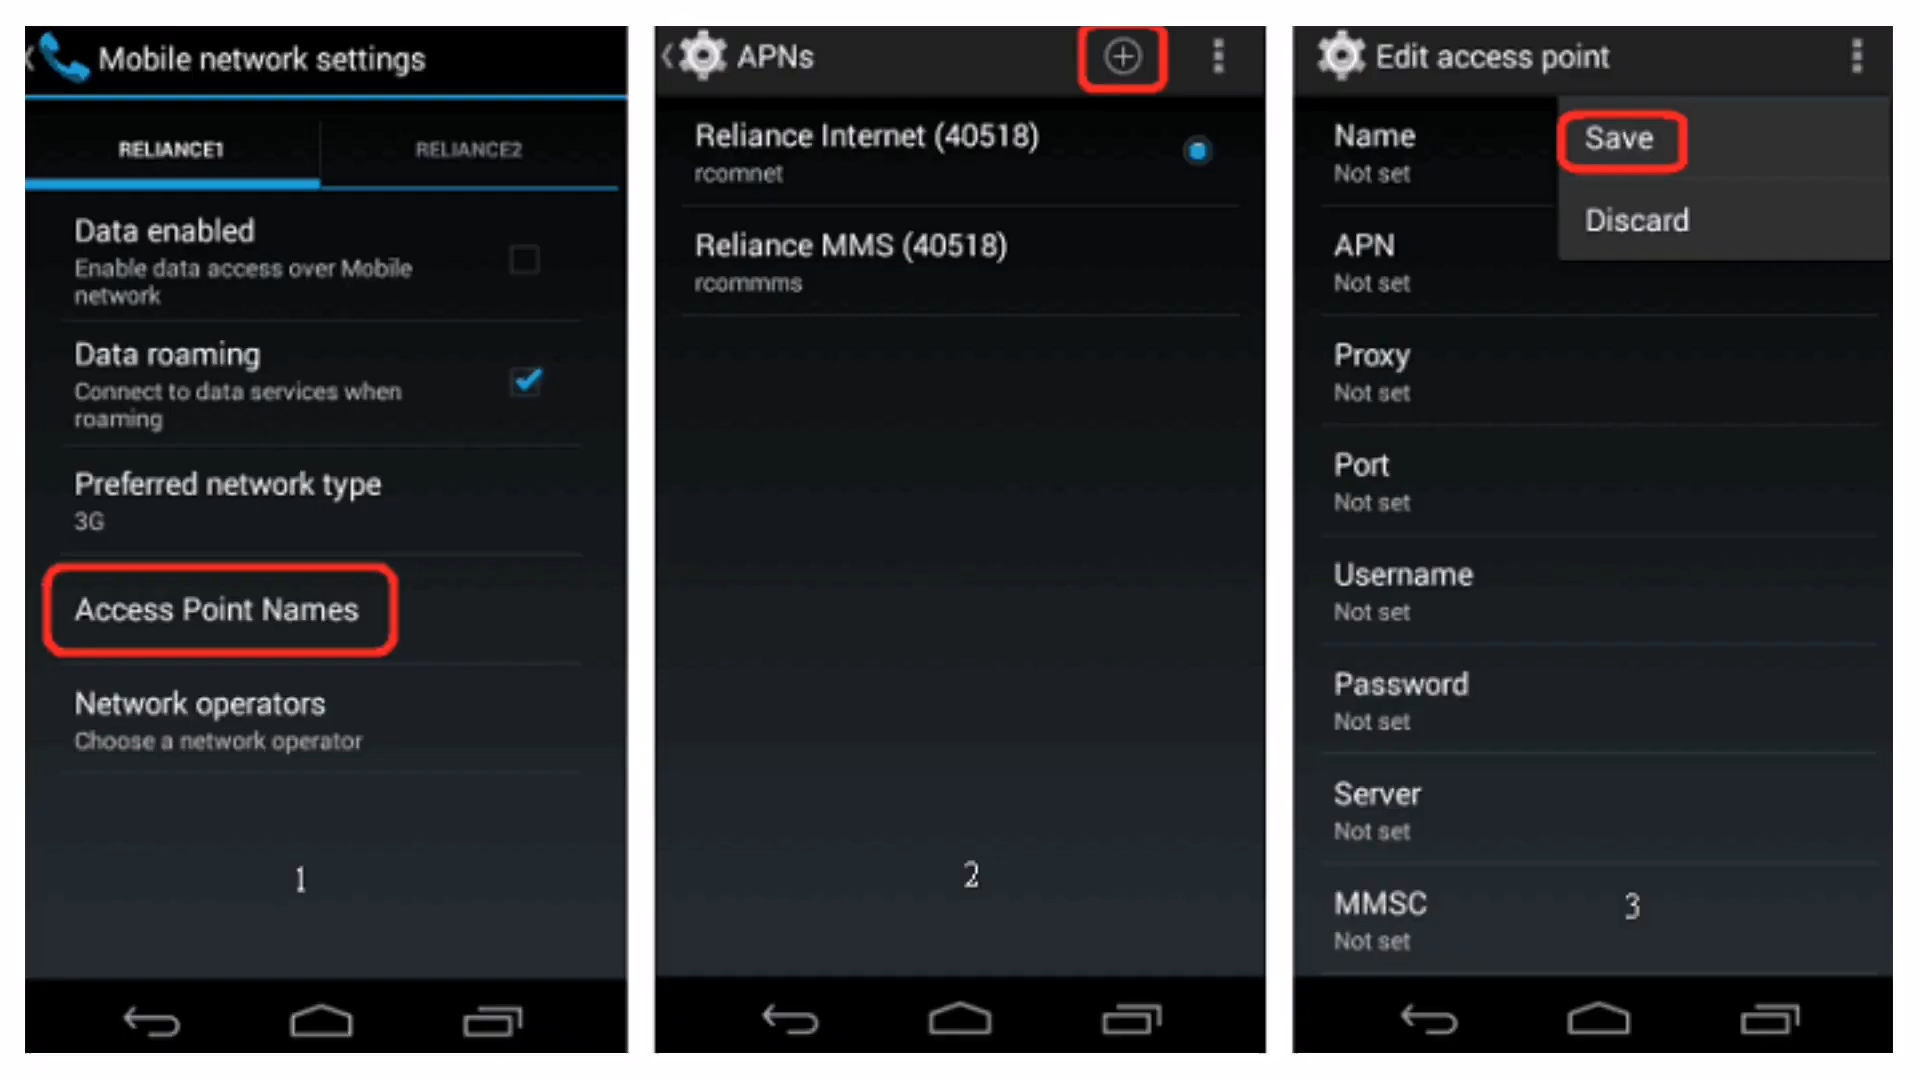 Mobile network settings
RELIANCE1
RELIANCE2
Data enabled
Enable data access over Mobile
network
Data roaming
Connect to data services when
roaming
Preferred network type
3G
Access Point Names
Network operators
Choose a network operator
1
APNs
Reliance Internet (40518)
rcomnet
Reliance MMS (40518)
rcommms
2
Edit access point
Save
Discard
Name
Not set
APN
Not set
Proxy
Not set
Port
Not set
Username
Not set
Password
Not set
Server
Not set
MMSC
Not set
3